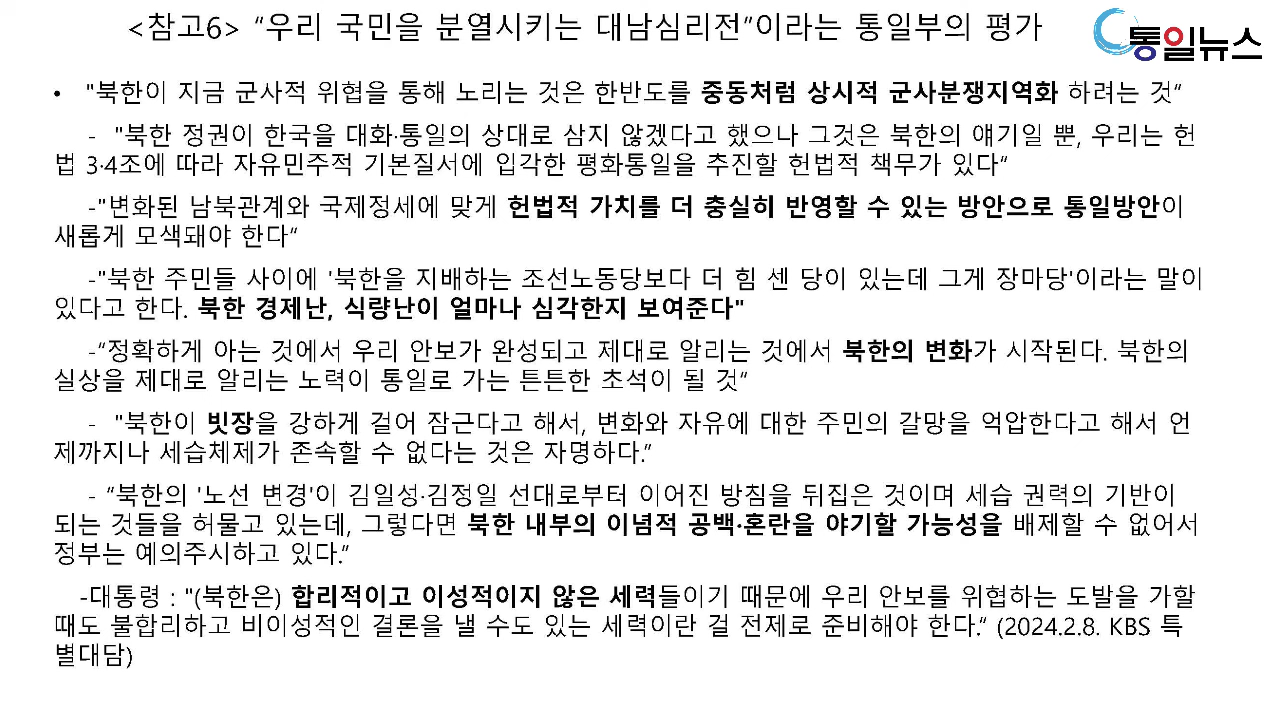 <참고6> “우리 국민을 분열시키는 대남심리전”이라는 통일부의 평가
통일뉴스
• "북한이 지금 군사적 위협을 통해 노리는 것은 한반도를 중동처럼 상시적 군사분쟁지역화 하려는 것“
- "북한 정권이 한국을 대화·통일의 상대로 삼지 않겠다고 했으나 그것은 북한의 얘기일 뿐, 우리는 헌
법 3·4조에 따라 자유민주적 기본질서에 입각한 평화통일을 추진할 헌법적 책무가 있다“
-"변화된 남북관계와 국제정세에 맞게 헌법적 가치를 더 충실히 반영할 수 있는 방안으로 통일방안이
새롭게 모색돼야 한다“
-"북한 주민들 사이에 '북한을 지배하는 조선노동당보다 더 힘 센 당이 있는데 그게 장마당'이라는 말이
있다고 한다. 북한 경제난, 식량난이 얼마나 심각한지 보여준다"
-“정확하게 아는 것에서 우리 안보가 완성되고 제대로 알리는 것에서 북한의 변화가 시작된다. 북한의
실상을 제대로 알리는 노력이 통일로 가는 튼튼한 초석이 될 것“
- "북한이 빗장을 강하게 걸어 잠근다고 해서, 변화와 자유에 대한 주민의 갈망을 억압한다고 해서 언
제까지나 세습체제가 존속할 수 없다는 것은 자명하다.”
- “북한의 '노선 변경'이 김일성·김정일 선대로부터 이어진 방침을 뒤집은 것이며 세습 권력의 기반이
되는 것들을 허물고 있는데, 그렇다면 북한 내부의 이념적 공백·혼란을 야기할 가능성을 배제할 수 없어서
정부는 예의주시하고 있다.”
-대통령 : "(북한은) 합리적이고 이성적이지 않은 세력들이기 때문에 우리 안보를 위협하는 도발을 가할
때도 불합리하고 비이성적인 결론을 낼 수도 있는 세력이란 걸 전제로 준비해야 한다.“ (2024.2.8. KBS 특
별대담)